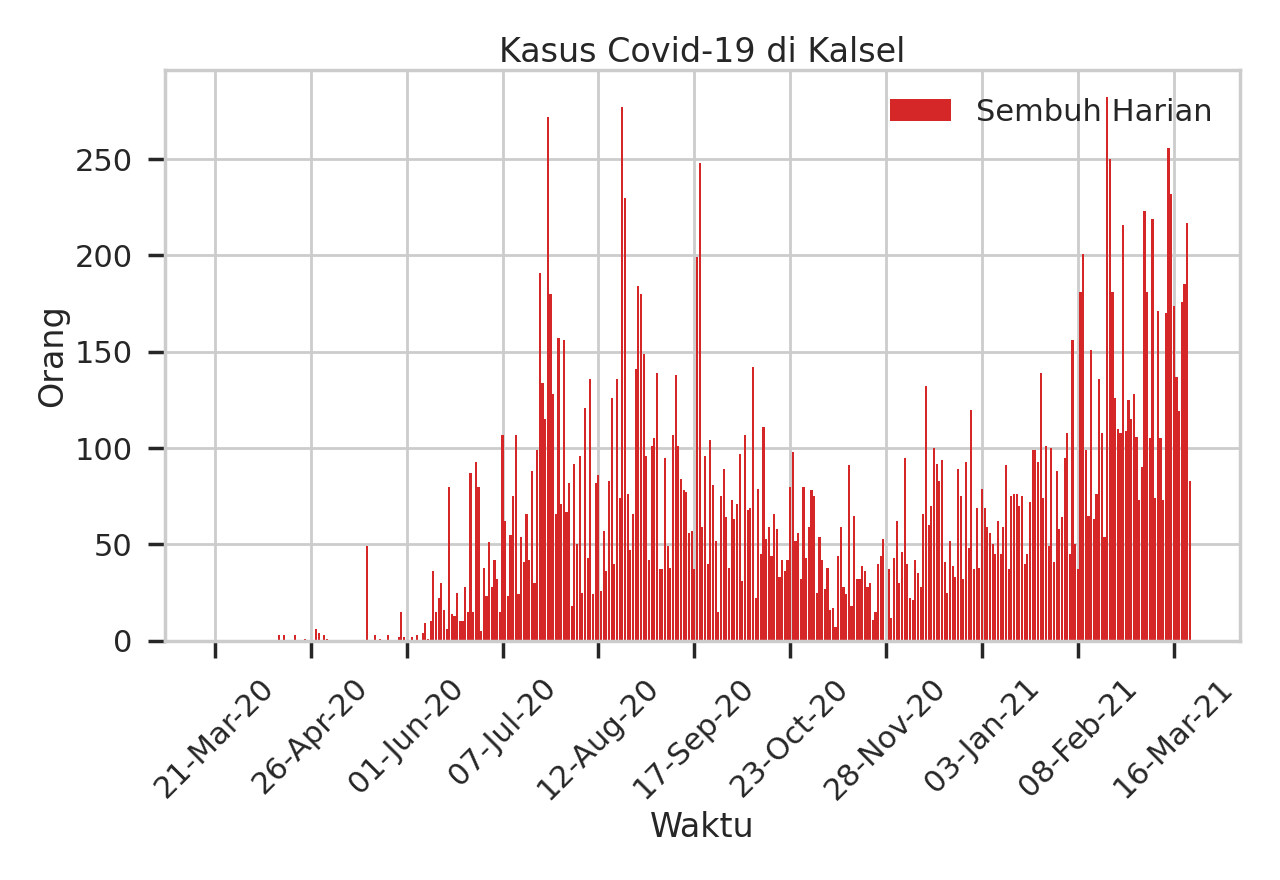 Kasus Covid-19 di Kalsel
Sembuh Harian
Orang
250
200
150
100
50
0
21-Mar-20
26-Apr-20
01-Jun-20
07-Jul-20
12-Aug-20
17-Sep-20
23-Oct-20
28-Nov-20
03-Jan-21
08-Feb-21
16-Mar-21
Waktu